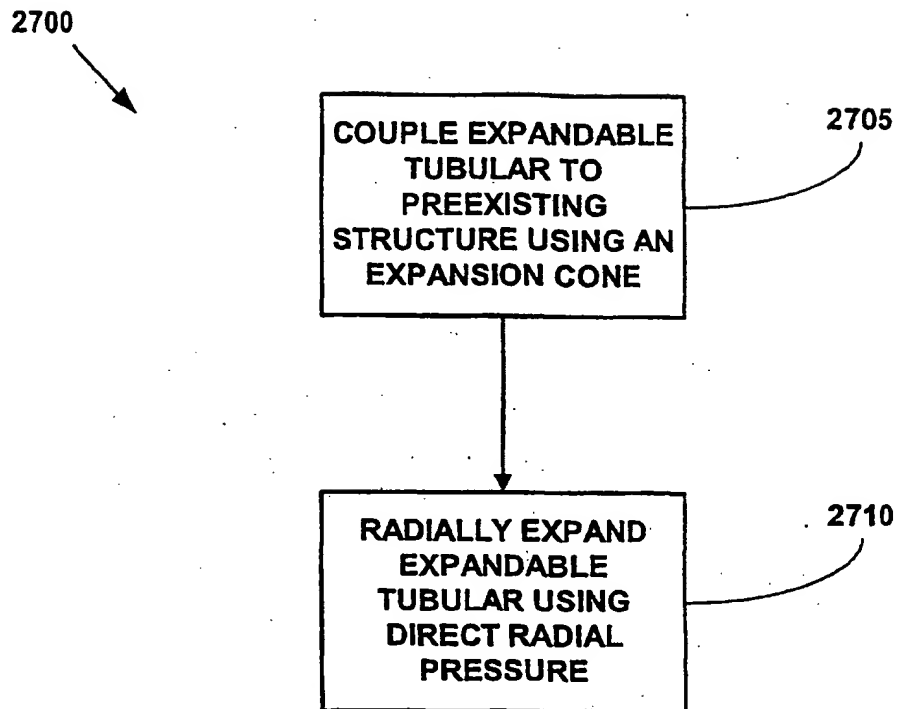 2700
COUPLE EXPANDABLE
TUBULAR TO
PREEXISTING
STRUCTURE USING AN
EXPANSION CONE
2705
RADIALLY EXPAND
EXPANDABLE
TUBULAR USING
DIRECT RADIAL
PRESSURE
2710